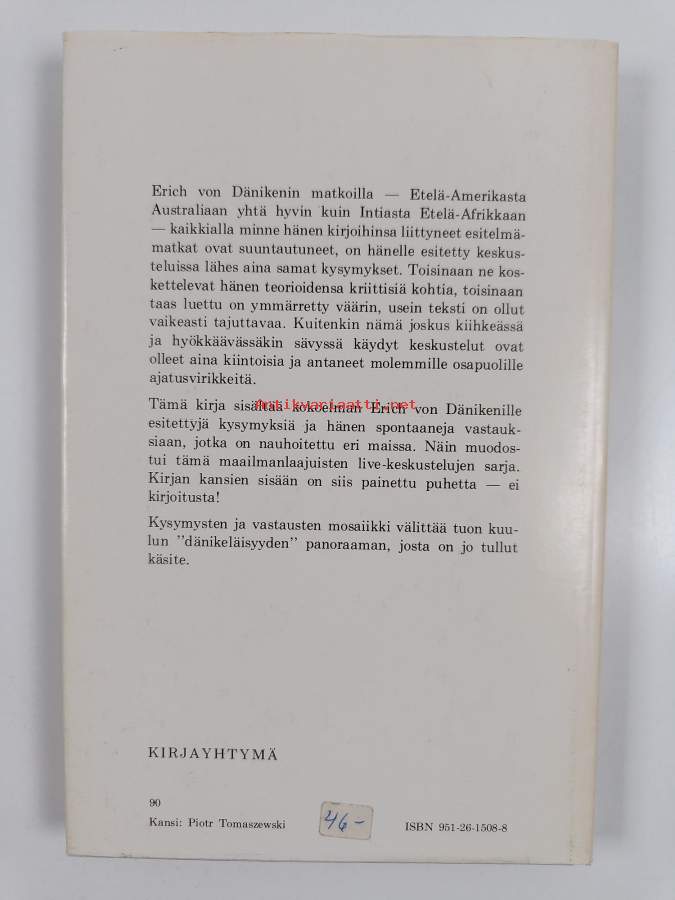 Erich von Dänikenin matkoilla — Etelä-Amerikasta
Australiaan yhtä hyvin kuin Intiasta Etelä-Afrikkaan
— kaikkialla minne hänen kirjoihinsa liittyneet esitelmä-
matkat ovat suuntautuneet, on hänelle esitetty keskus-
teluissa lähes aina samat kysymykset. Toisinaan ne kos-
kettelevat hänen teorioidensa kriittisiä kohtia, toisinaan
taas luettu on ymmärretty väärin, usein teksti on ollut
vaikeasti tajuttavaa. Kuitenkin nämä joskus kiihkeässä
ja hyökkäävässäkin sävyssä käydyt keskustelut ovat
olleet aina kiintoisia ja antaneet molemmille osapuolille
ajatusvirikkeitä.
Antikvariaatti.net
Tämä kirja sisältää kokoelman Erich von Dänikenille
esitettyjä kysymyksiä ja hänen spontaaneja vastauk-
siaan, jotka on nauhoitettu eri maissa. Näin muodos-
tui tämä maailmanlaajuisten live-keskustelujen sarja.
Kirjan kansien sisään on siis painettu puhetta — ei
kirjoitusta!
Kysymysten ja vastausten mosaiikki välittää tuon kuu-
lun "dänikeläisyyden" panoraaman, josta on jo tullut
käsite.
KIRJAYHTYMÄ
90
Kansi: Piotr Tomaszewski
46-
ISBN 951-26-1508-8